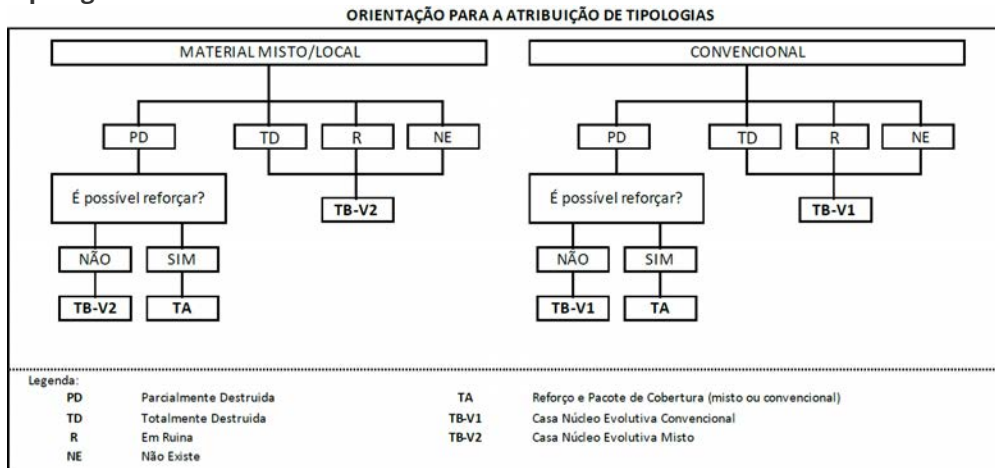 ORIENTAÇÃO PARA A ATRIBUIÇÃO DE TIPOLOGIAS
MATERIAL MISTO/LOCAL
PD TD R NE
É possível reforçar?
TB-V2
NÃO SIM
TB-V2 TA
CONVENCIONAL
PD TD R NE
É possível reforçar?
TB-V1
NÃO SIM
TB-V1 TA
Legenda:
PD Parcialmente Destruida
TD Totalmente Destruida
R Em Ruina
NE Não Existe
TA Reforço e Pacote de Cobertura (misto ou convencional)
TB-V1 Casa Núcleo Evolutiva Convencional
TB-V2 Casa Núcleo Evolutiva Misto